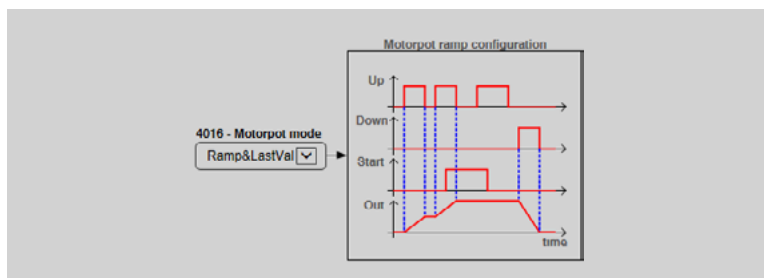 Motorpot ramp configuration
Up
Down
4016 - Motorpot mode
Ramp&LastVal
Start
Out
time